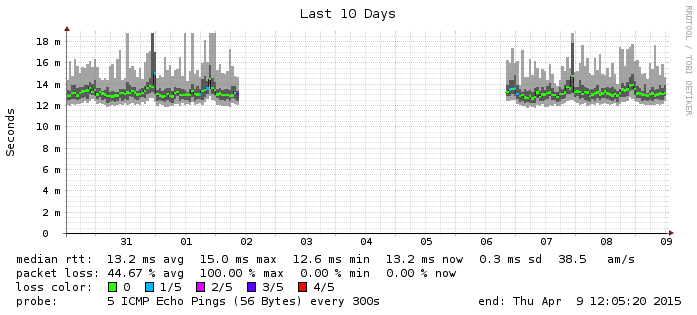 Last 10 Days
RRDTOOL / TOBI OETIKER
Seconds
18 m
16 m
14 m
12 m
10 m
8 m
6 m
4 m
2 m
0
31 01 02 03 04 05 06 07 08 09
median rtt: 13.2 ms avg 15.0 ms max 12.6 ms min 13.2 ms now 0.3 ms sd 38.5 am/s
packet loss: 44.67 % avg 100.00 % max 0.00 % min 0.00 % now
loss color: 0 1/5 2/5 3/5 4/5
probe: 5 ICMP Echo Pings (56 Bytes) every 300s end: Thu Apr 9 12:05:20 2015